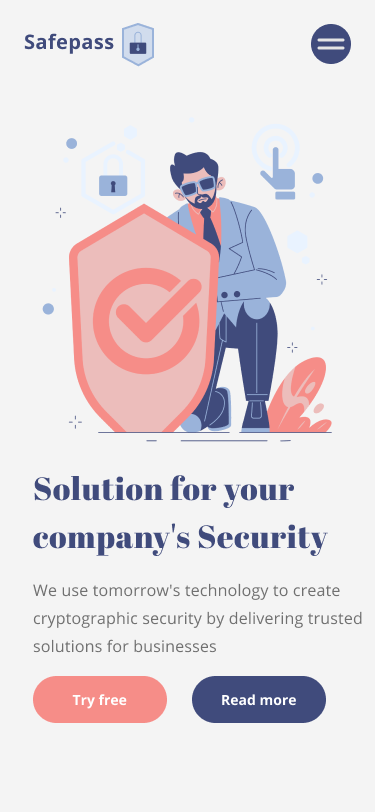 Safepass
Solution for your
company's Security
We use tomorrow's technology to create
cryptographic security by delivering trusted
solutions for businesses
Try free
Read more